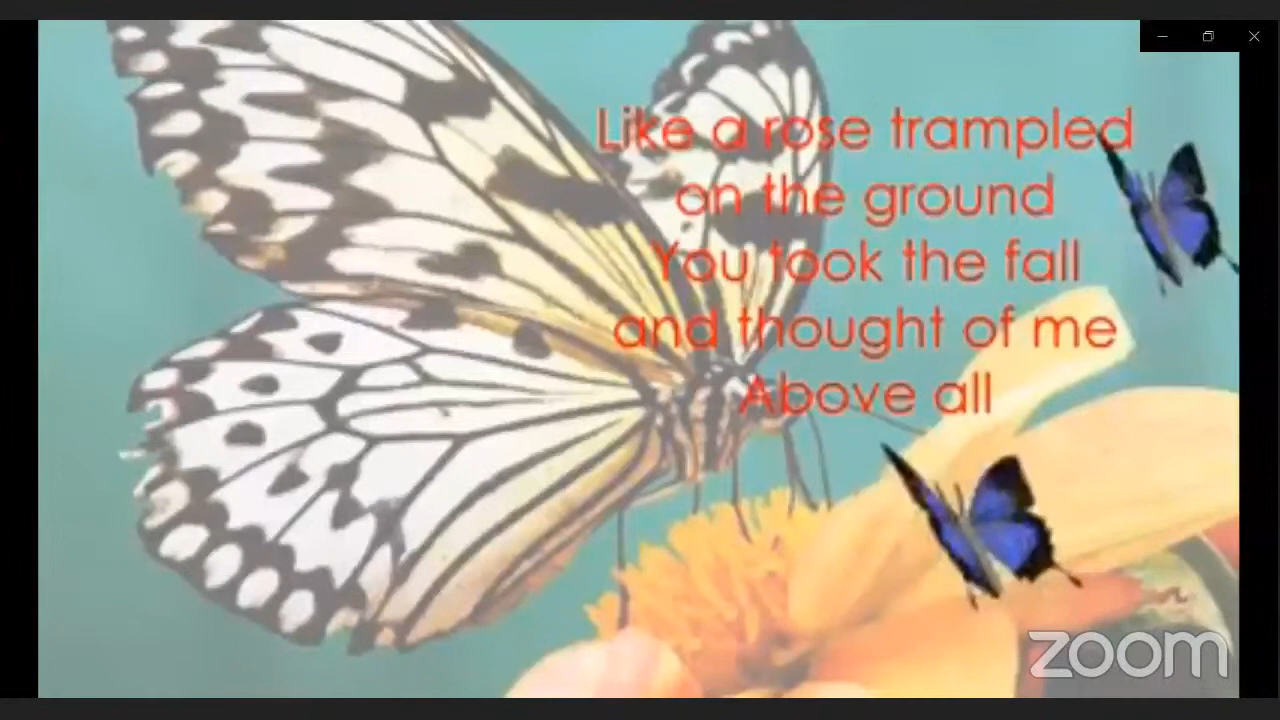 Like a rose trampled
on the ground
You took the fall
and thought of me
Above all
zoom